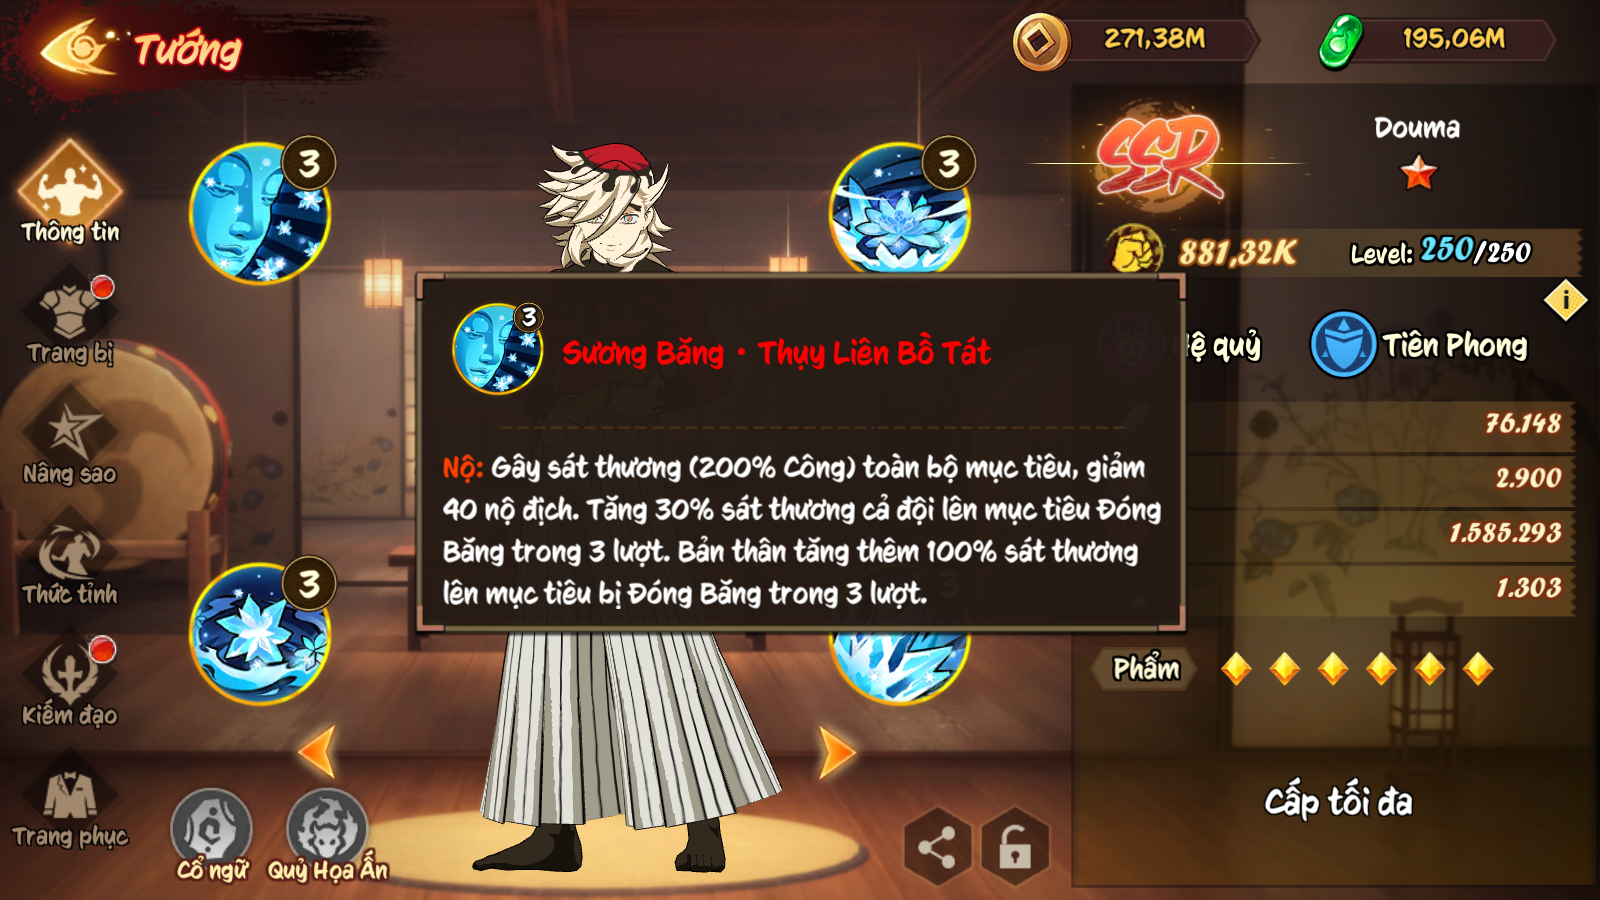 Tướng
271,38M
195,06M
Thông tin
Trang bị
Nâng sao
Thức tỉnh
Kiếm đạo
Trang phục
3
3
3
SSR
Douma
881,32K
Level: 250/250
Hệ quỷ
Tiên Phong
3
Sương Băng · Thụy Liên Bồ Tát
Nộ: Gây sát thương (200% Công) toàn bộ mục tiêu, giảm
40 nộ địch. Tăng 30% sát thương cả đội lên mục tiêu Đóng
Băng trong 3 lượt. Bản thân tăng thêm 100% sát thương
lên mục tiêu bị Đóng Băng trong 3 lượt.
76.148
2.900
1.585.293
1.303
Phẩm
Cấp tối đa
Cổ ngữ
Quỷ Họa Ấn